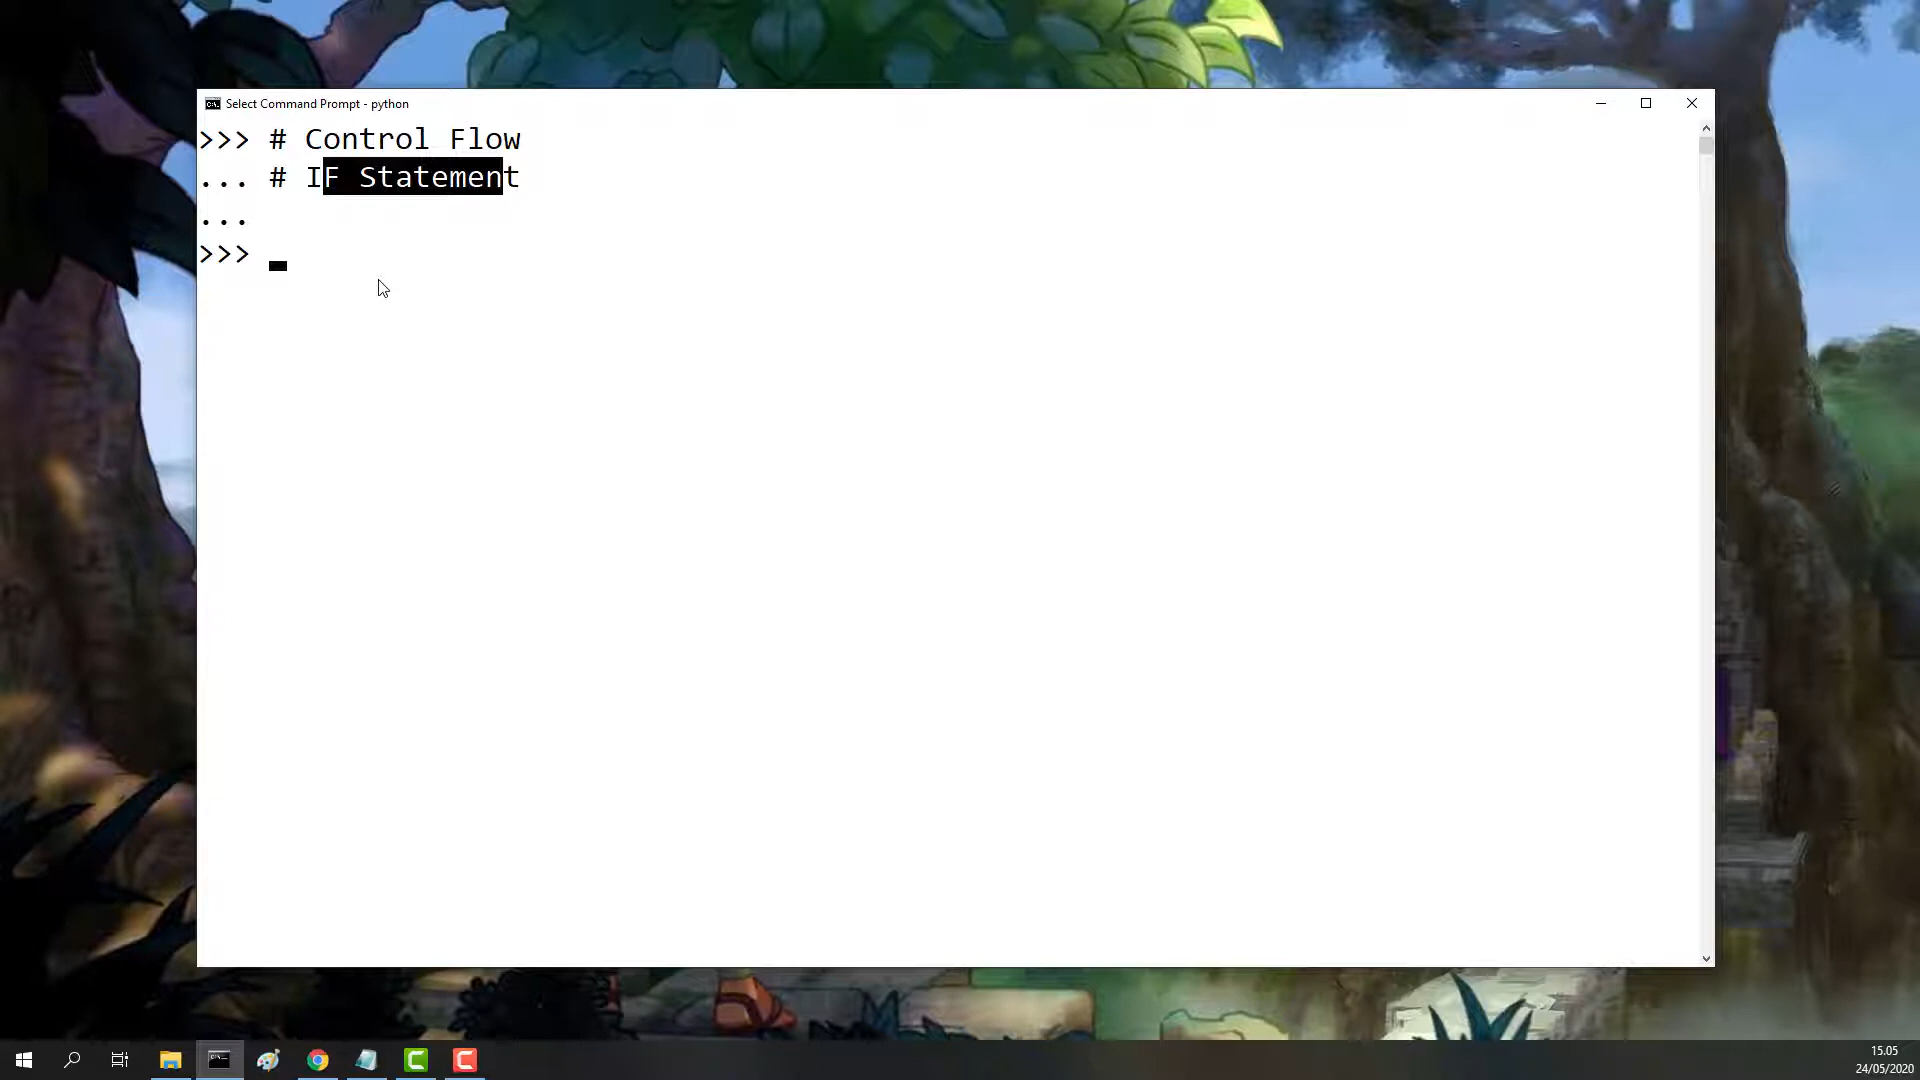 Select Command Prompt - python
>>> # Control Flow
... # IF Statement
...
>>>
15.05
24/05/2020